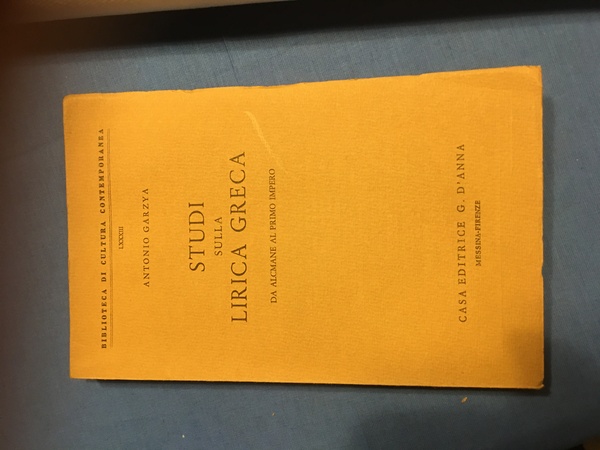 BIBLIOTECA DI CULTURA CONTEMPORANEA
LXXXIII
ANTONIO GARZYA
STUDI
SULLA
LIRICA GRECA
DA ALCMANE AL PRIMO IMPERO
CASA EDITRICE G. D'ANNA
MESSINA-FIRENZE